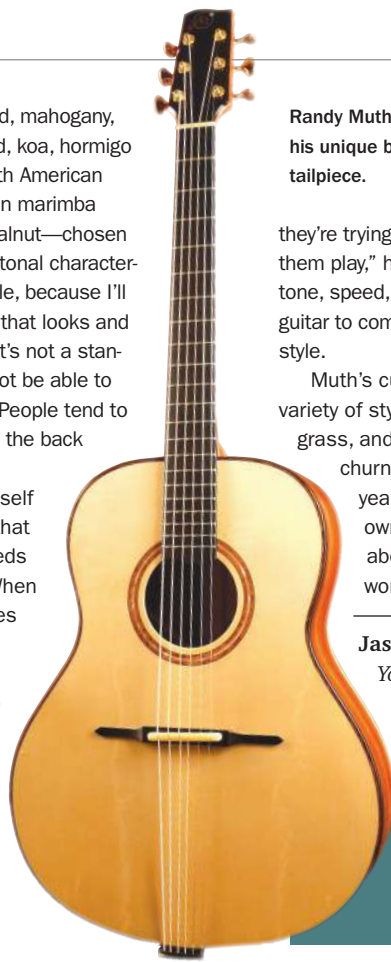 d, mahogany,
d, koa, hormigo
th American
n marimba
alnut—chosen
tonal character-
le, because I'll
that looks and
t's not a stan-
ot be able to
People tend to
the back
self
hat
eds
When
es
Randy Muth
his unique b
tailpiece.
they're trying
them play," h
tone, speed,
guitar to com
style.
Muth's cu
variety of sty
grass, and
churn
yea
own
abo
wor
Jas
Yo